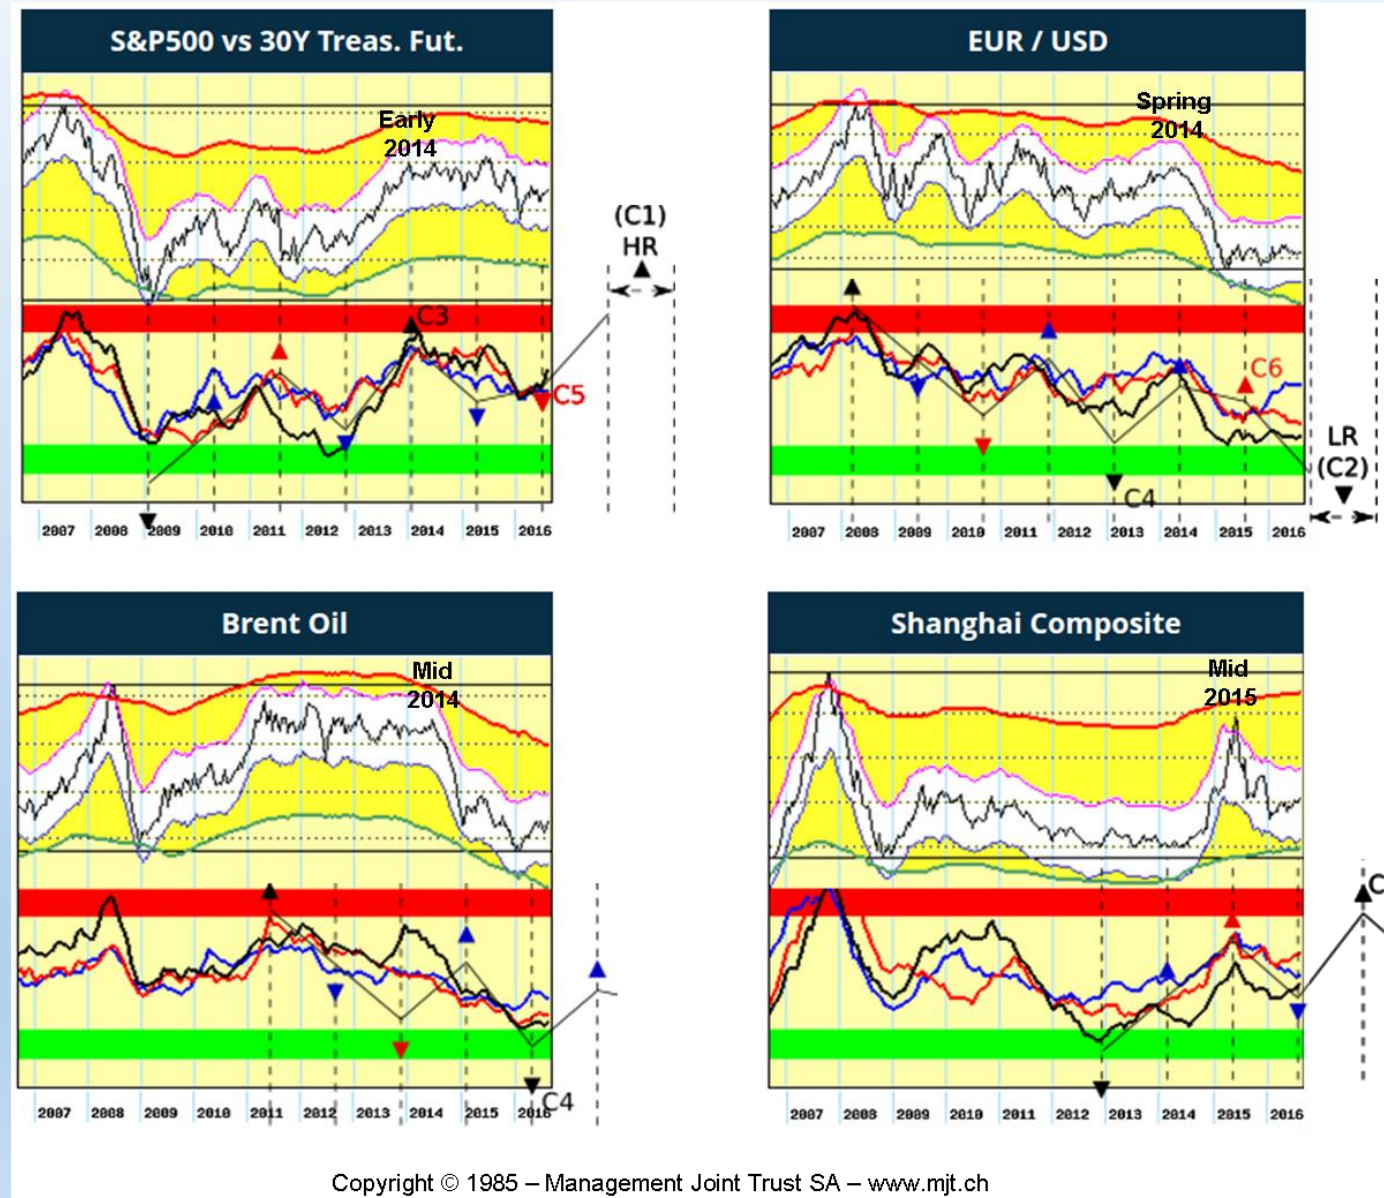 S&P500 vs 30Y Treas. Fut.
Early
2014
(C1)
HR
C3
C5
2007 2008 2009 2010 2011 2012 2013 2014 2015 2016
EUR / USD
Spring
2014
C6
C4
LR
(C2)
2007 2008 2009 2010 2011 2012 2013 2014 2015 2016
Brent Oil
Mid
2014
C4
2007 2008 2009 2010 2011 2012 2013 2014 2015 2016
Shanghai Composite
Mid
2015
C
2007 2008 2009 2010 2011 2012 2013 2014 2015 2016
Copyright © 1985 – Management Joint Trust SA – www.mjt.ch